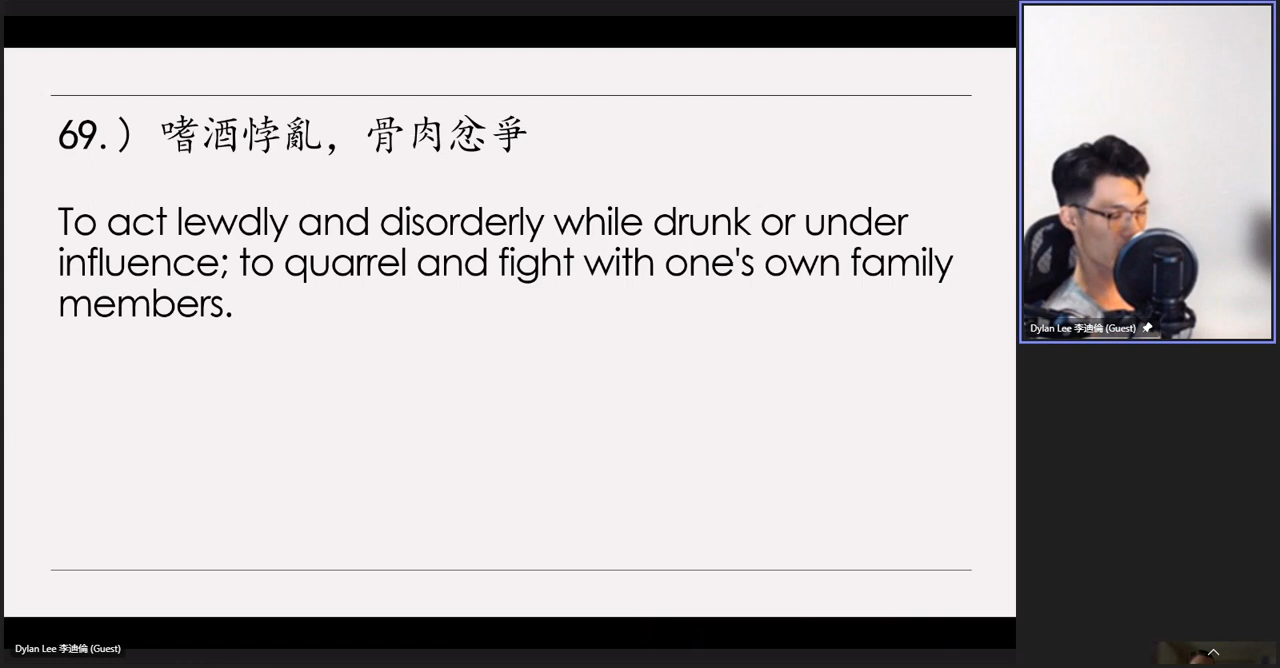 69.）嗜酒悖亂，骨肉忿爭
To act lewdly and disorderly while drunk or under
influence; to quarrel and fight with one's own family
members.
Dylan Lee 李迪倫 (Guest)
Dylan Lee 李迪倫 (Guest)